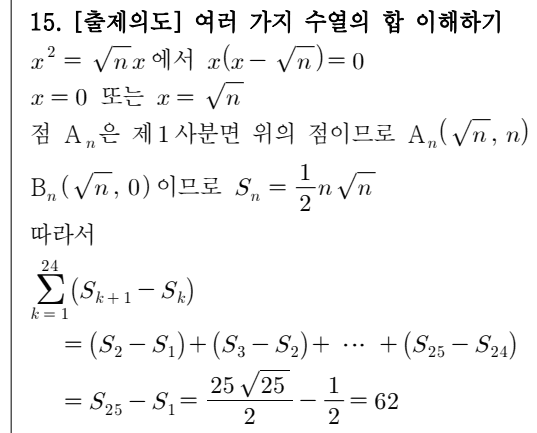 15. [출제의도] 여러 가지 수열의 합 이해하기
x² = √n x 에서 x(x − √n) = 0
x = 0 또는 x = √n
점 Aₙ은 제1사분면 위의 점이므로 Aₙ(√n, n)
Bₙ(√n, 0)이므로 Sₙ = 1/2 n√n
따라서
∑_{k=1}^{24} (S_{k+1} − S_k)
= (S₂ − S₁) + (S₃ − S₂) + ⋯ + (S₂₅ − S₂₄)
= S₂₅ − S₁ = 25√25/2 − 1/2 = 62